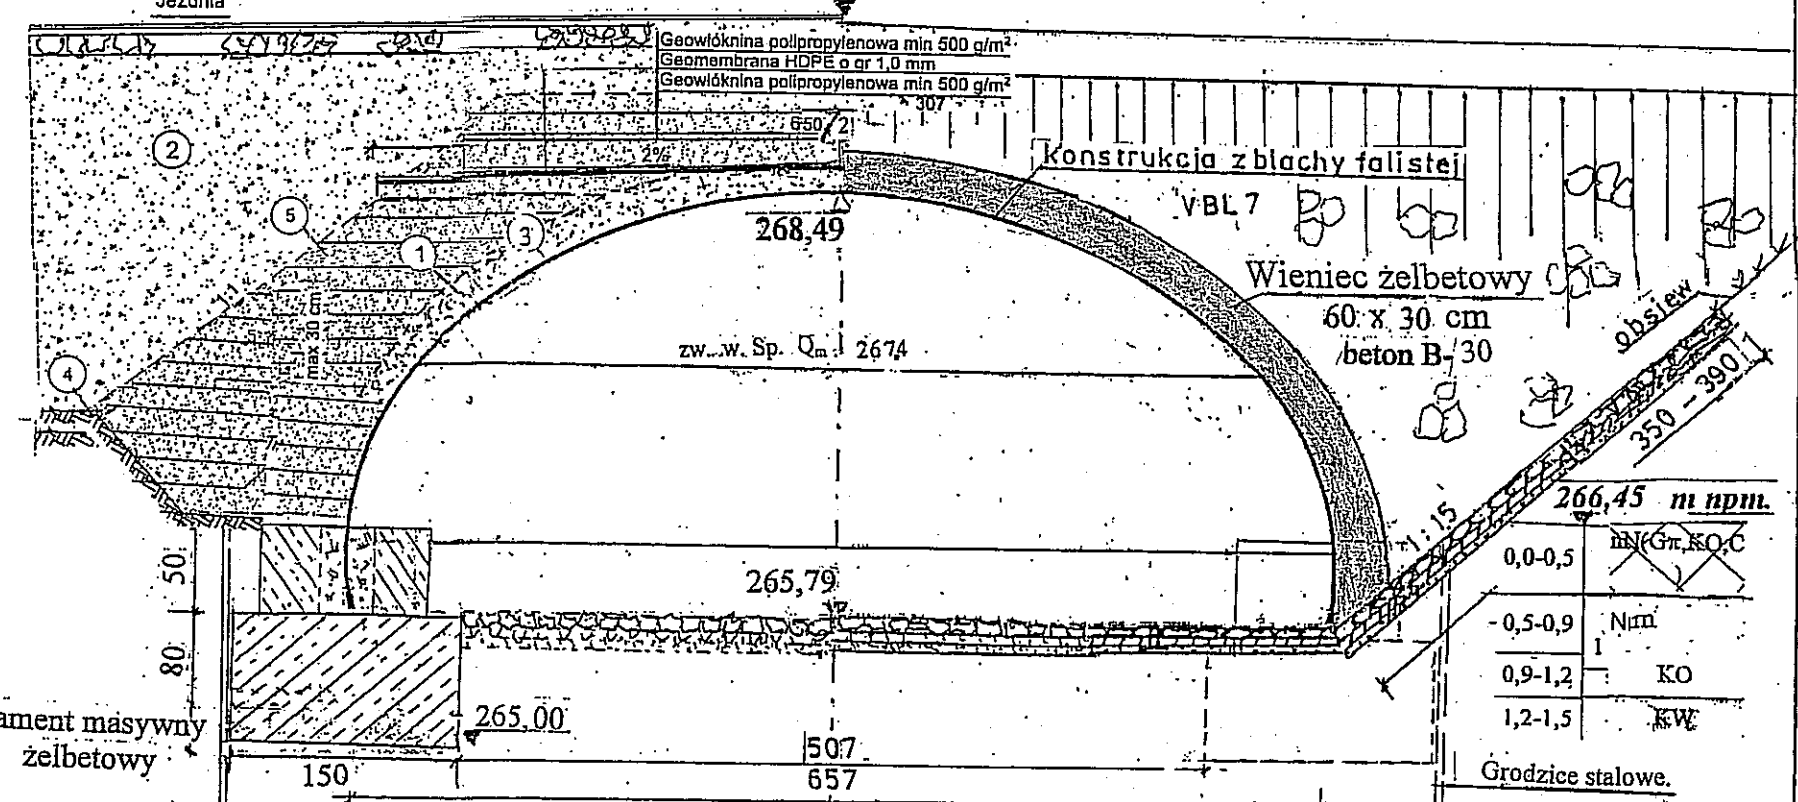 Jezdnia
Geowłóknina polipropylenowa min 500 g/m²
Geomembrana HDPE o gr 1,0 mm
Geowłóknina polipropylenowa min 500 g/m²
307
650
2%
2
5
1
3
4
max 30 cm
Konstrukcja z blachy falistej
VBL 7
268,49
Wieniec żelbetowy
60 x 30 cm
beton B-30
obsiew
zw. w. Sp. Qm 267,4
350 – 390
1:1,5
266,45 m npm.
0,0-0,5
0,5-0,9 Nm
0,9-1,2 KO
1,2-1,5 KW
50
265,79
80
ament masywny
żelbetowy
265,00
150
507
657
Grodzice stalowe.